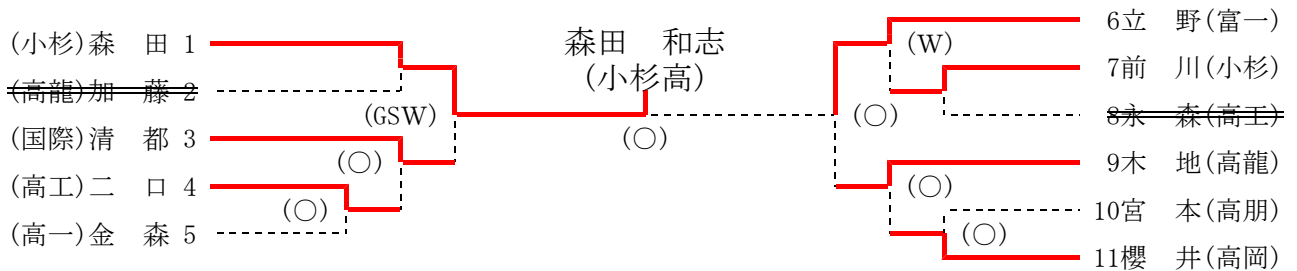 (小杉)森 田 1
(高龍)加 藤 2
(国際)清 都 3
(高工)二 口 4
(高一)金 森 5
(GSW)
(○)
(○)
森田 和志
(小杉高)
(○)
6立 野(富一)
7前 川(小杉)
8永 森(高工)
9木 地(高龍)
10宮 本(高朋)
11櫻 井(高岡)
(W)
(○)
(○)
(○)